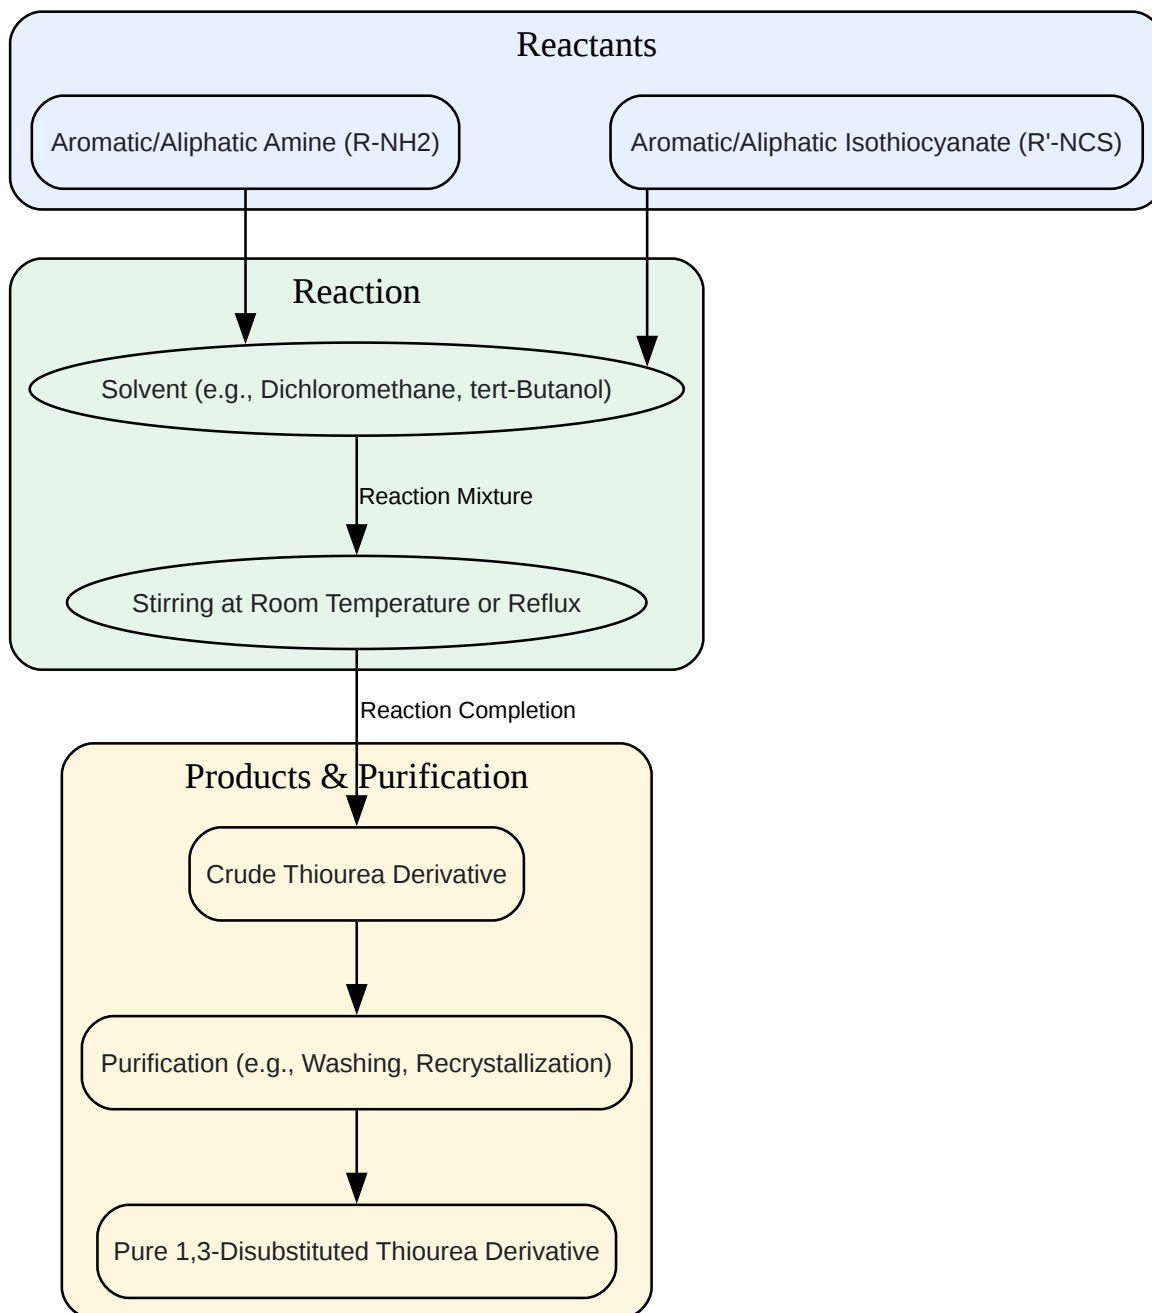 Reactants
Aromatic/Aliphatic Amine (R-NH2)
Aromatic/Aliphatic Isothiocyanate (R'-NCS)
Reaction
Solvent (e.g., Dichloromethane, tert-Butanol)
Reaction Mixture
Stirring at Room Temperature or Reflux
Reaction Completion
Products & Purification
Crude Thiourea Derivative
Purification (e.g., Washing, Recrystallization)
Pure 1,3-Disubstituted Thiourea Derivative